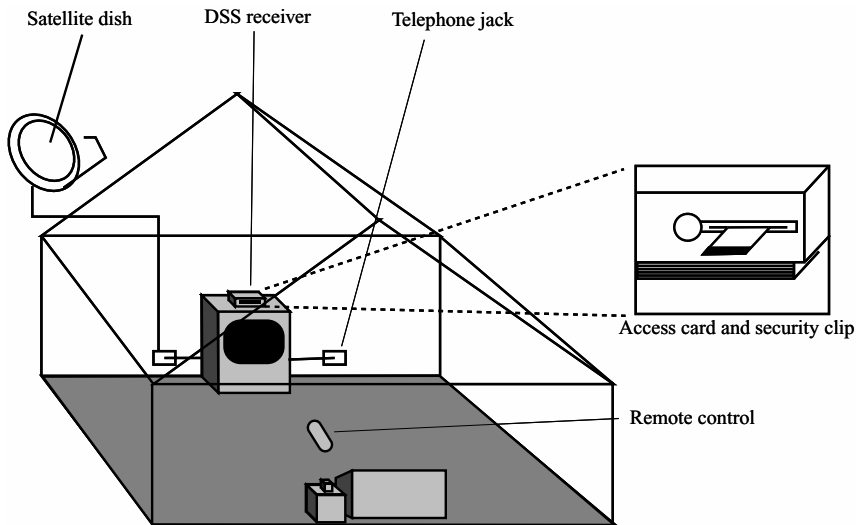 Satellite dish
DSS receiver
Telephone jack
Access card and security clip
Remote control